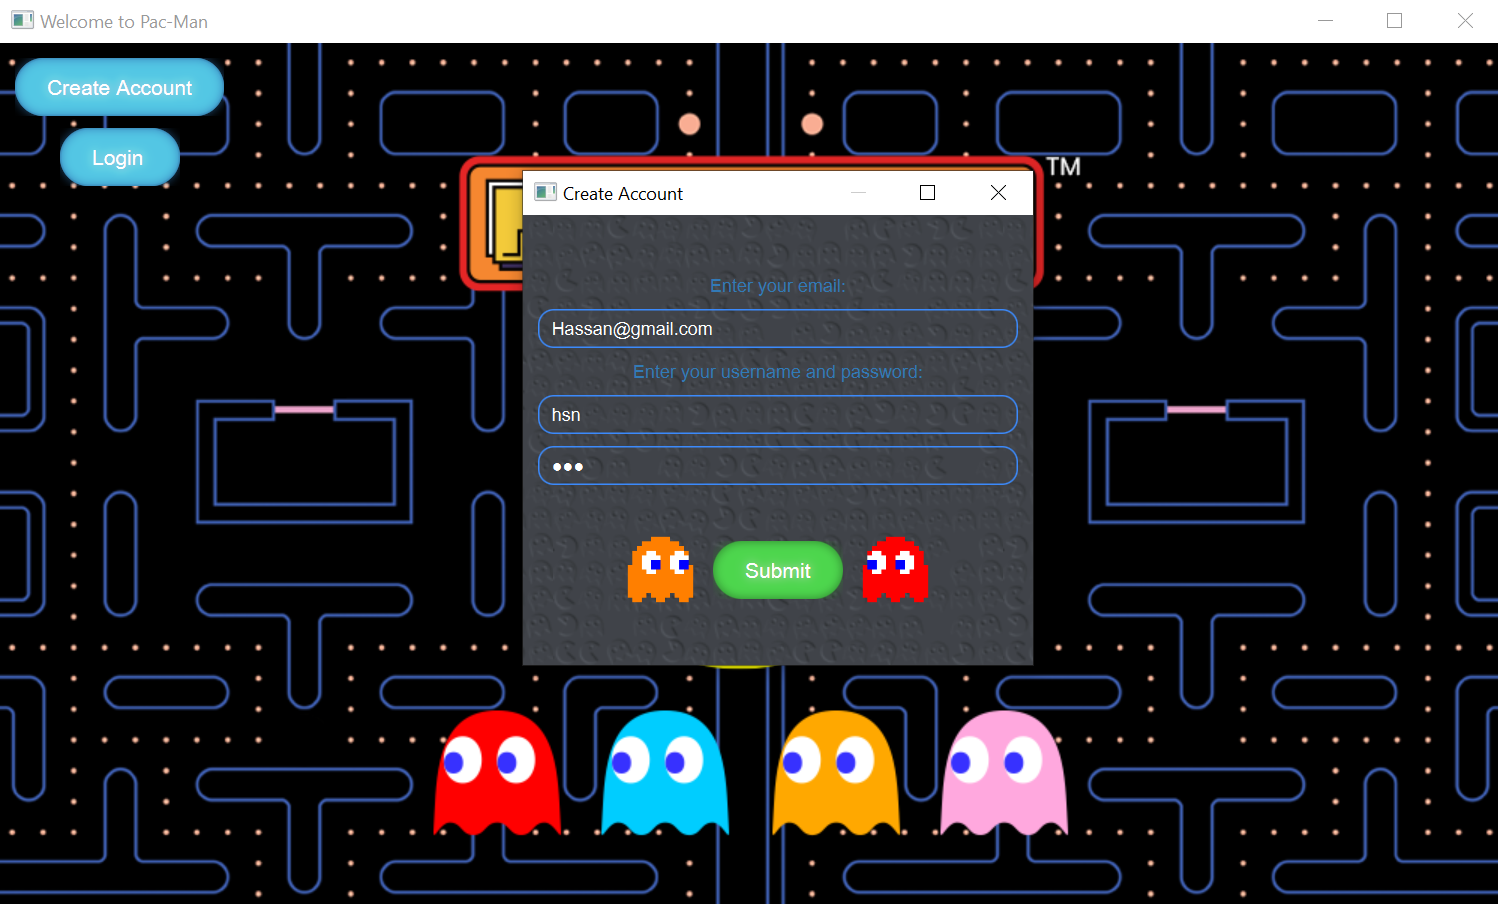 Welcome to Pac-Man
Create Account
Login
TM
Create Account
Enter your email:
Hassan@gmail.com
Enter your username and password:
hsn
●●●
Submit